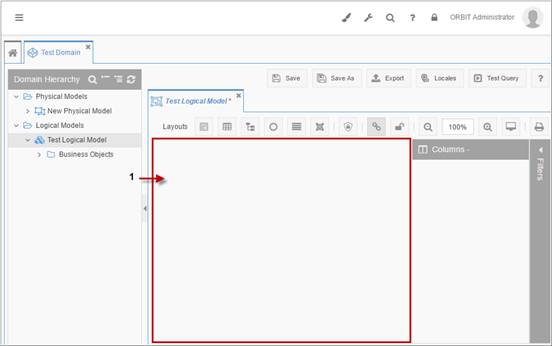 ORBIT Administrator
Test Domain
Domain Hierarchy
Physical Models
New Physical Model
Logical Models
Test Logical Model
Business Objects
Save
Save As
Export
Locales
Test Query
?
Test Logical Model *
Layouts
100%
1
Columns -
Filters